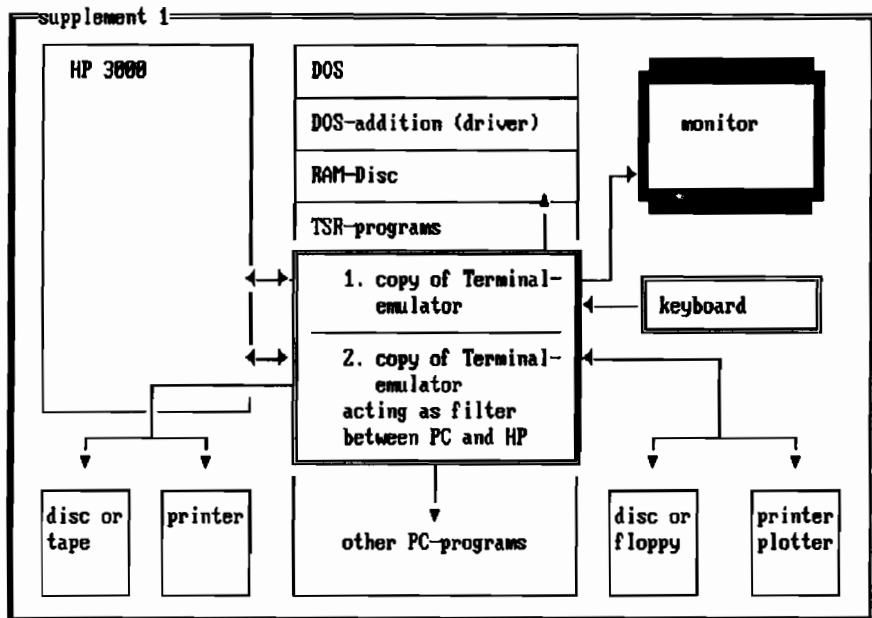 supplement 1
HP 3000
DOS
DOS-addition (driver)
RAM-Disc
TSR-programs
1. copy of Terminal-
emulator
2. copy of Terminal-
emulator
acting as filter
between PC and HP
monitor
keyboard
disc or
tape
printer
other PC-programs
disc or
floppy
printer
plotter